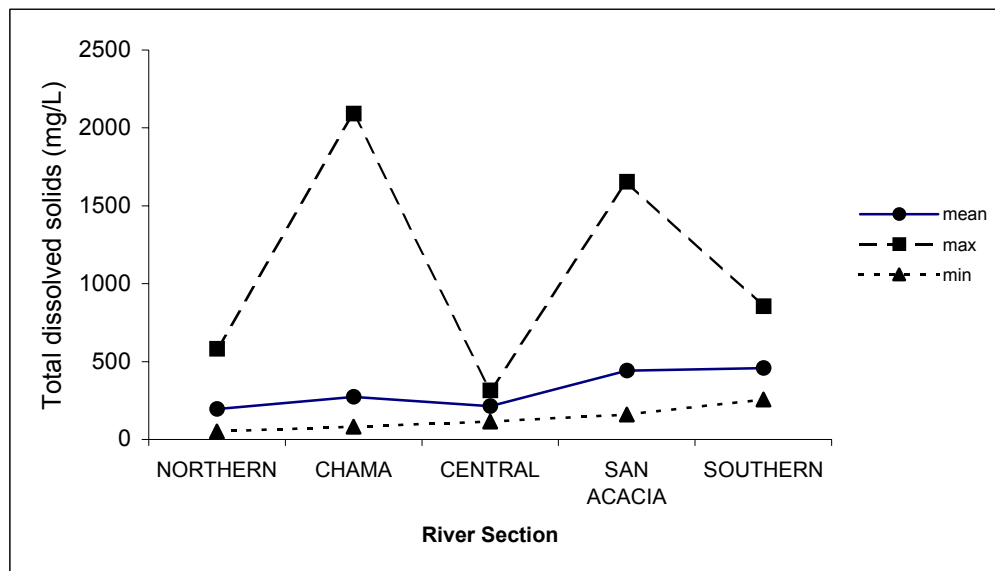 Total dissolved solids (mg/L)
2500
2000
1500
1000
500
0
NORTHERN
CHAMA
CENTRAL
SAN
ACACIA
SOUTHERN
River Section
mean
max
min